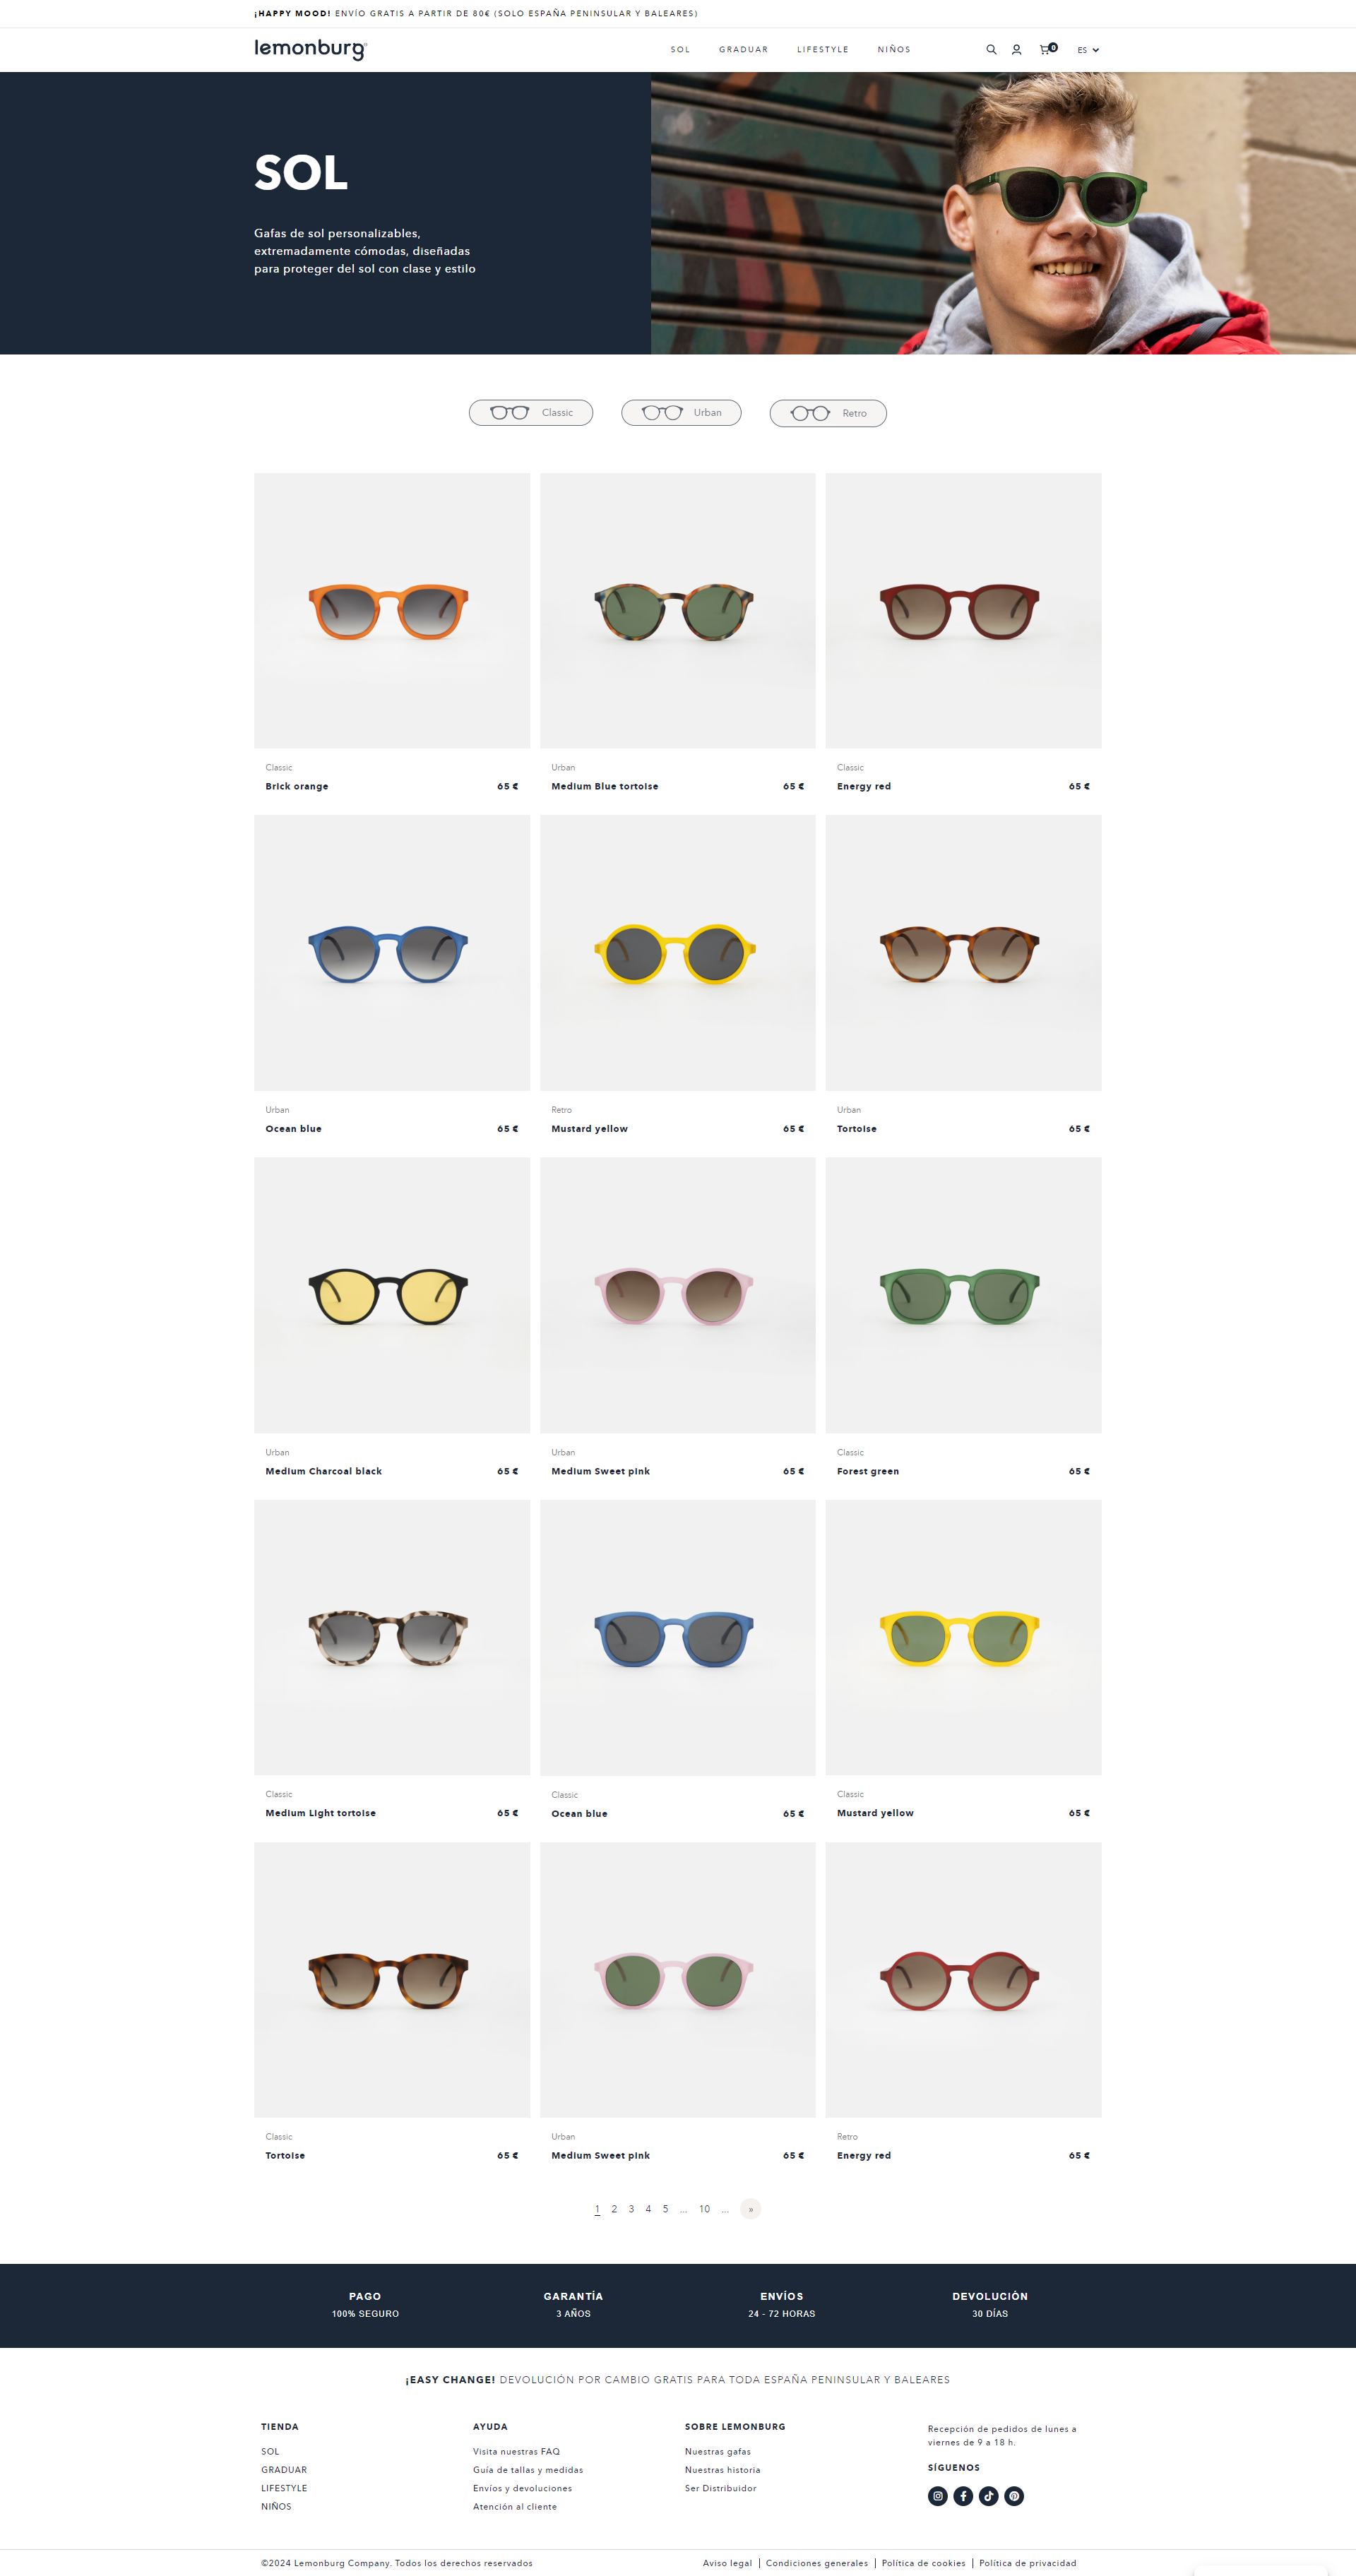 ¡HAPPY MOOD! ENVÍO GRATIS A PARTIR DE 80€ (SOLO ESPAÑA PENINSULAR Y BALEARES)
lemonburg
SOL GRADUAR LIFESTYLE NIÑOS 0 ES
SOL
Gafas de sol personalizables,
extremadamente cómodas, diseñadas
para proteger del sol con clase y estilo
Classic Urban Retro
Classic
Brick orange 65 €
Urban
Medium Blue tortoise 65 €
Classic
Energy red 65 €
Urban
Ocean blue 65 €
Retro
Mustard yellow 65 €
Urban
Tortoise 65 €
Urban
Medium Charcoal black 65 €
Urban
Medium Sweet pink 65 €
Classic
Forest green 65 €
Classic
Medium Light tortoise 65 €
Classic
Ocean blue 65 €
Classic
Mustard yellow 65 €
Classic
Tortoise 65 €
Urban
Medium Sweet pink 65 €
Retro
Energy red 65 €
1 2 3 4 5 ... 10 ... »
PAGO
100% SEGURO
GARANTÍA
3 AÑOS
ENVÍOS
24 - 72 HORAS
DEVOLUCIÓN
30 DÍAS
¡EASY CHANGE! DEVOLUCIÓN POR CAMBIO GRATIS PARA TODA ESPAÑA PENINSULAR Y BALEARES
TIENDA
SOL
GRADUAR
LIFESTYLE
NIÑOS
AYUDA
Visita nuestras FAQ
Guía de tallas y medidas
Envíos y devoluciones
Atención al cliente
SOBRE LEMONBURG
Nuestras gafas
Nuestras historia
Ser Distribuidor
Recepción de pedidos de lunes a
viernes de 9 a 18 h.
SÍGUENOS
©2024 Lemonburg Company. Todos los derechos reservados
Aviso legal | Condiciones generales | Política de cookies | Política de privacidad